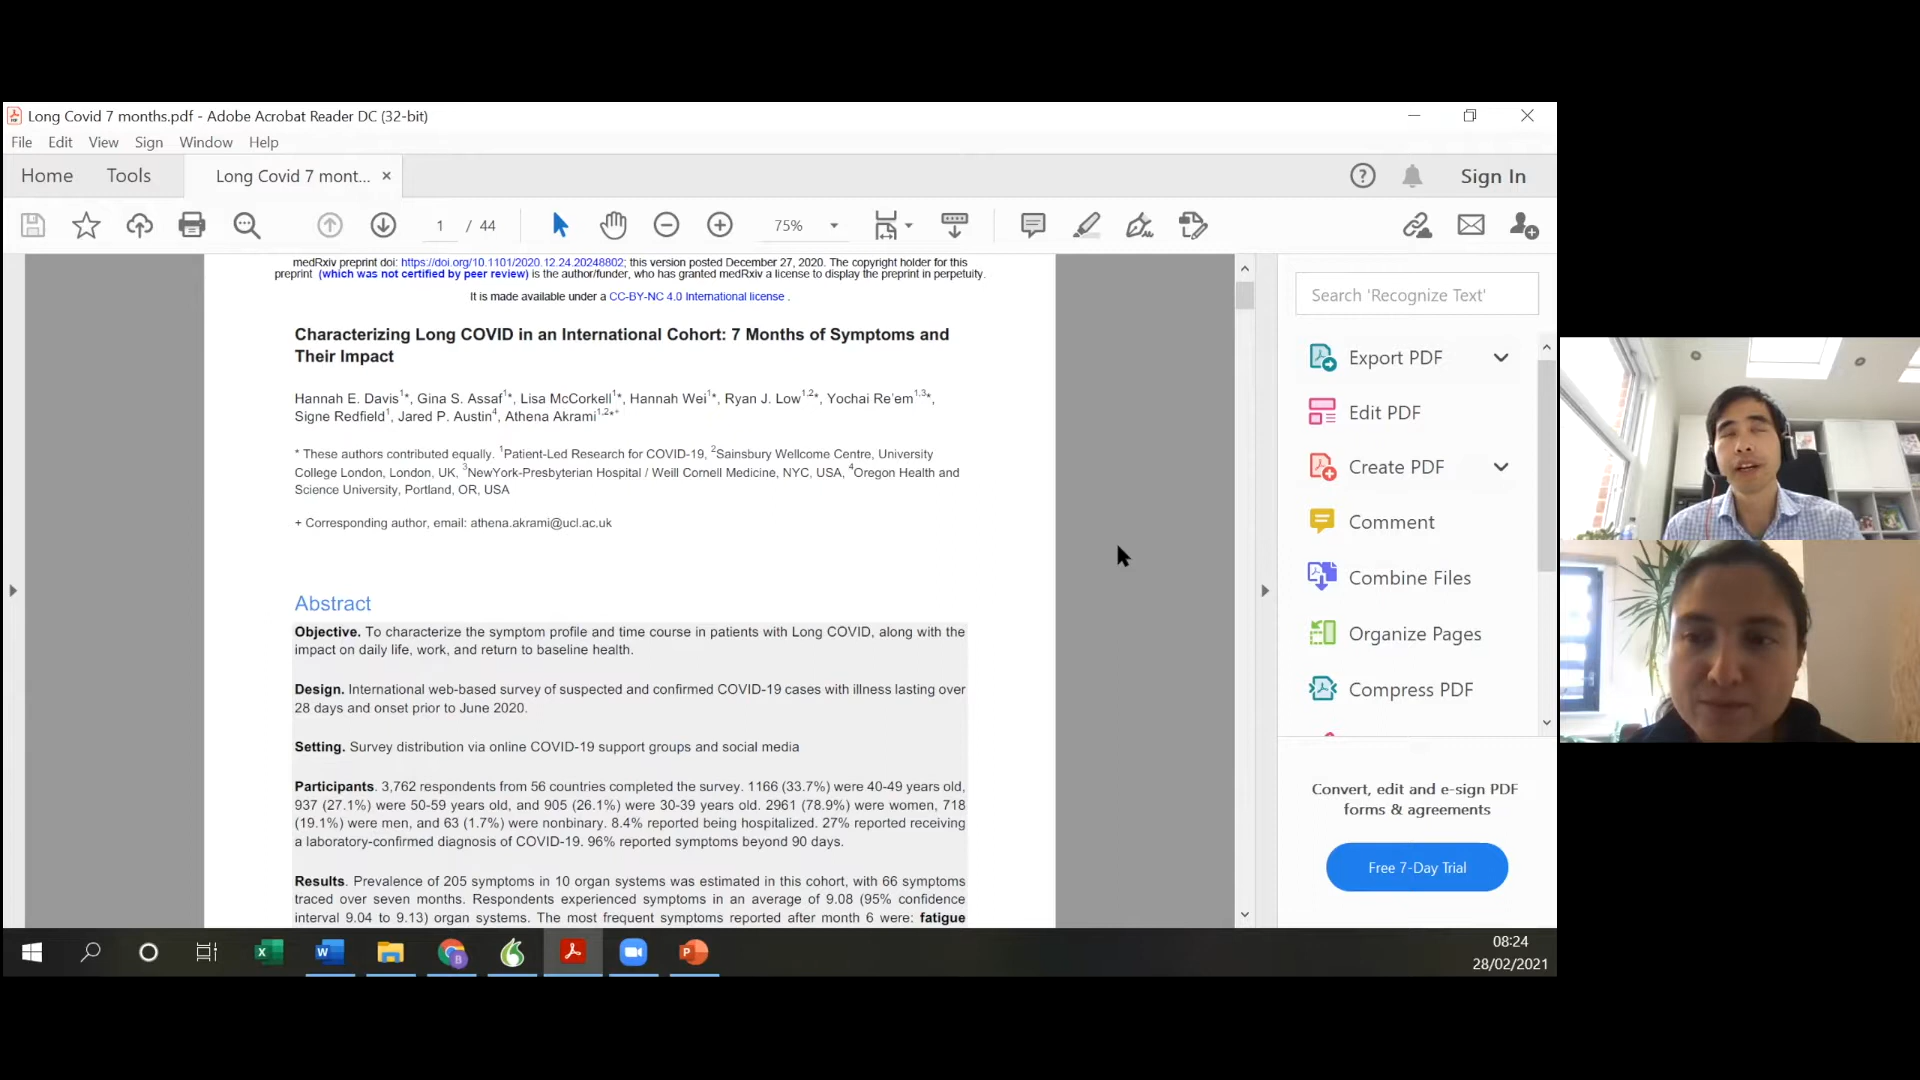 Long Covid 7 months.pdf - Adobe Acrobat Reader DC (32-bit)
File Edit View Sign Window Help
Home Tools Long Covid 7 mont... × Sign In
1 / 44 75%
medRxiv preprint doi: https://doi.org/10.1101/2020.12.24.20248802; this version posted December 27, 2020. The copyright holder for this
preprint (which was not certified by peer review) is the author/funder, who has granted medRxiv a license to display the preprint in perpetuity.
It is made available under a CC-BY-NC 4.0 International license .
Characterizing Long COVID in an International Cohort: 7 Months of Symptoms and
Their Impact
Hannah E. Davis1*, Gina S. Assaf1*, Lisa McCorkell1*, Hannah Wei1*, Ryan J. Low1,2*, Yochai Re'em1,3*,
Signe Redfield1, Jared P. Austin4, Athena Akrami1,2*+
* These authors contributed equally. 1Patient-Led Research for COVID-19, 2Sainsbury Wellcome Centre, University
College London, London, UK, 3NewYork-Presbyterian Hospital / Weill Cornell Medicine, NYC, USA, 4Oregon Health and
Science University, Portland, OR, USA
+ Corresponding author, email: athena.akrami@ucl.ac.uk
Abstract
Objective. To characterize the symptom profile and time course in patients with Long COVID, along with the
impact on daily life, work, and return to baseline health.
Design. International web-based survey of suspected and confirmed COVID-19 cases with illness lasting over
28 days and onset prior to June 2020.
Setting. Survey distribution via online COVID-19 support groups and social media
Participants. 3,762 respondents from 56 countries completed the survey. 1166 (33.7%) were 40-49 years old,
937 (27.1%) were 50-59 years old, and 905 (26.1%) were 30-39 years old. 2961 (78.9%) were women, 718
(19.1%) were men, and 63 (1.7%) were nonbinary. 8.4% reported being hospitalized. 27% reported receiving
a laboratory-confirmed diagnosis of COVID-19. 96% reported symptoms beyond 90 days.
Results. Prevalence of 205 symptoms in 10 organ systems was estimated in this cohort, with 66 symptoms
traced over seven months. Respondents experienced symptoms in an average of 9.08 (95% confidence
interval 9.04 to 9.13) organ systems. The most frequent symptoms reported after month 6 were: fatigue
Search 'Recognize Text'
Export PDF
Edit PDF
Create PDF
Comment
Combine Files
Organize Pages
Compress PDF
Convert, edit and e-sign PDF
forms & agreements
Free 7-Day Trial
08:24
28/02/2021